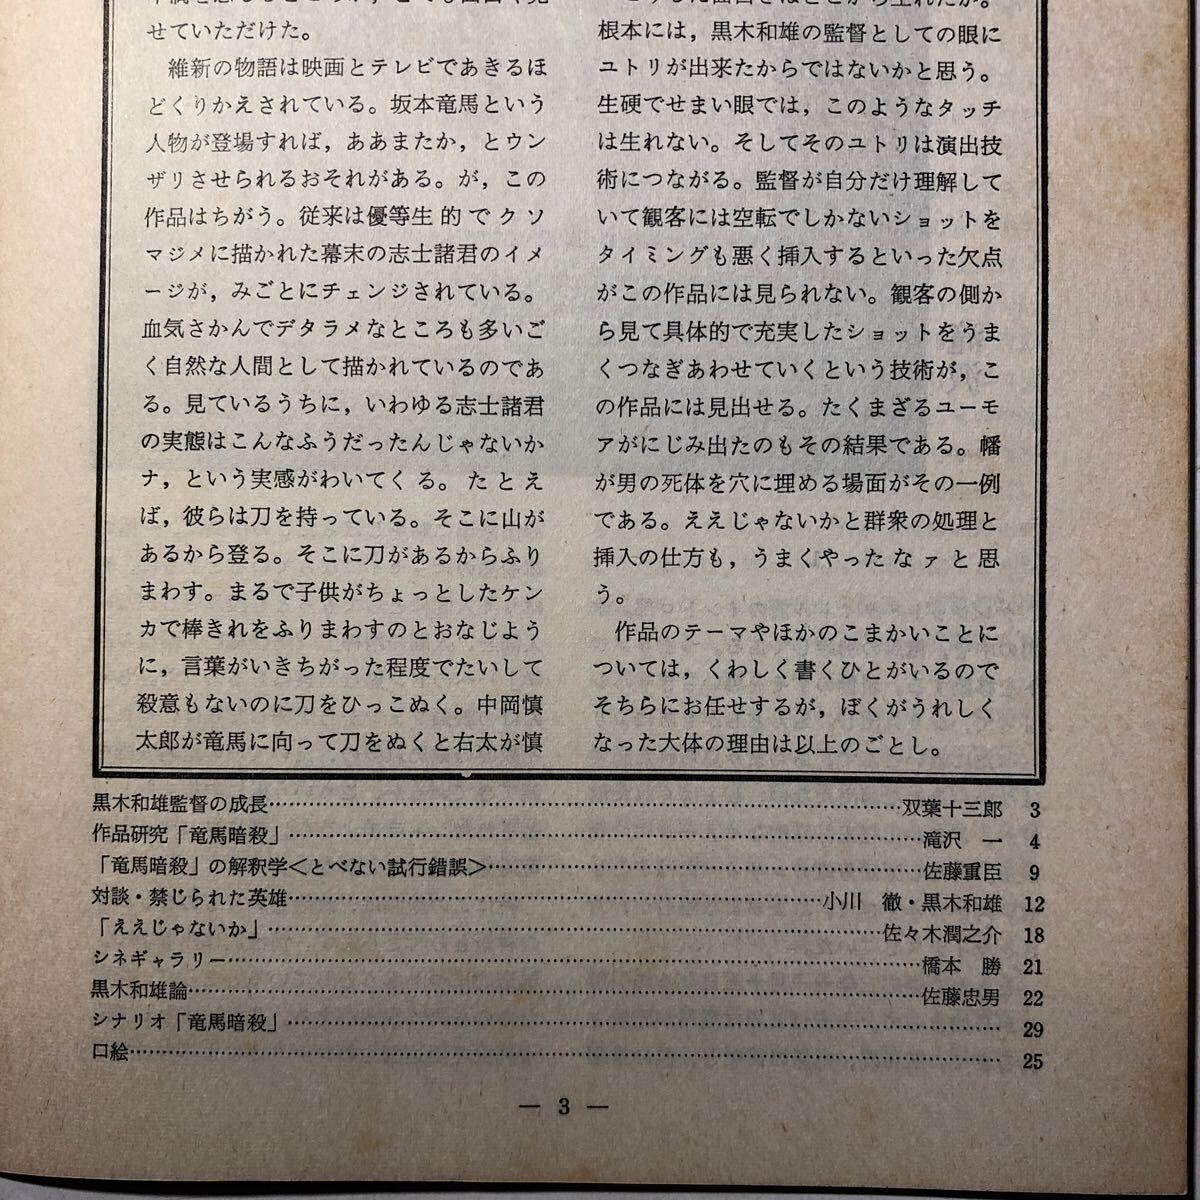 せていただけた。
　維新の物語は映画とテレビであきるほ
どくりかえされている。坂本竜馬という
人物が登場すれば，ああまたか，とウン
ザリさせられるおそれがある。が，この
作品はちがう。従来は優等生的でクソ
マジメに描かれた幕末の志士諸君のイメ
ージが，みごとにチェンジされている。
血気さかんでデタラメなところも多いご
く自然な人間として描かれているのであ
る。見ているうちに，いわゆる志士諸君
の実態はこんなふうだったんじゃないか
ナ，という実感がわいてくる。たとえ
ば，彼らは刀を持っている。そこに山が
あるから登る。そこに刀があるからふり
まわす。まるで子供がちょっとしたケン
カで棒きれをふりまわすのとおなじよう
に，言葉がいきちがった程度でたいして
殺意もないのに刀をひっこぬく。中岡慎
太郎が竜馬に向って刀をぬくと右太が慎
根本には，黒木和雄の監督としての眼に
ユトリが出来たからではないかと思う。
生硬でせまい眼では，このようなタッチ
は生れない。そしてそのユトリは演出技
術につながる。監督が自分だけ理解して
いて観客には空転でしかないショットを
タイミングも悪く挿入するといった欠点
がこの作品には見られない。観客の側か
ら見て具体的で充実したショットをうま
くつなぎあわせていくという技術が，こ
の作品には見出せる。たくまざるユーモ
アがにじみ出たのもその結果である。幡
が男の死体を穴に埋める場面がその一例
である。ええじゃないかと群衆の処理と
挿入の仕方も，うまくやったなァと思
う。
　作品のテーマやほかのこまかいことに
ついては，くわしく書くひとがいるので
そちらにお任せするが，ぼくがうれしく
なった大体の理由は以上のごとし。
黒木和雄監督の成長……双葉十三郎 3
作品研究「竜馬暗殺」……滝沢　一 4
「竜馬暗殺」の解釈学＜とべない試行錯誤＞……佐藤重臣 9
対談・禁じられた英雄……小川　徹・黒木和雄 12
「ええじゃないか」……佐々木潤之介 18
シネギャラリー……橋本　勝 21
黒木和雄論……佐藤忠男 22
シナリオ「竜馬暗殺」…… 29
口絵…… 25
— 3 —